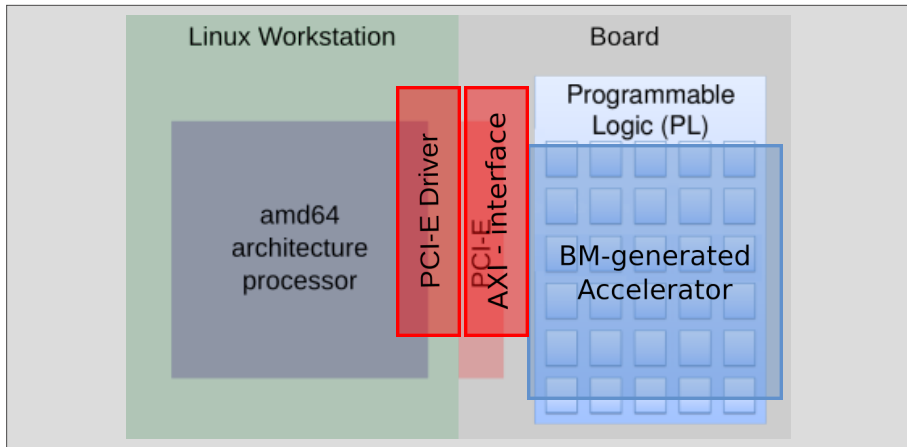 Linux Workstation
Board
amd64
architecture
processor
PCI-E Driver
PCI-E
AXI - interface
Programmable
Logic (PL)
BM-generated
Accelerator